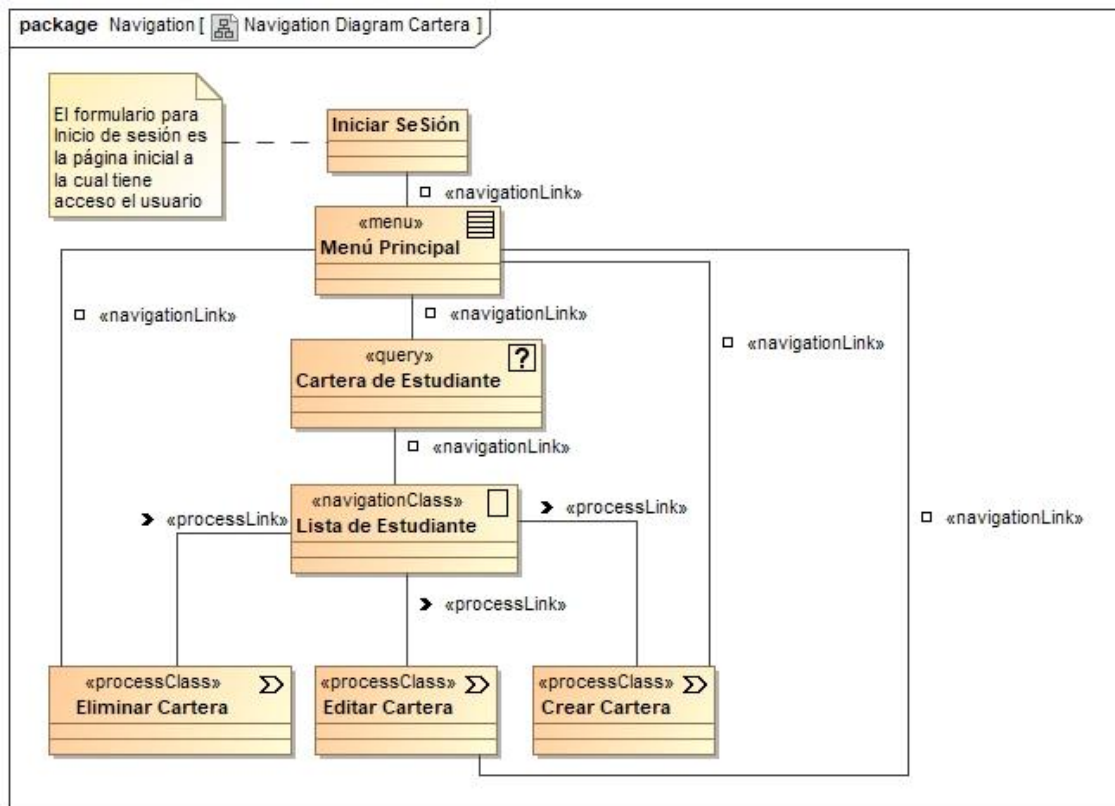 package Navigation [ Navigation Diagram Cartera ]
El formulario para
Inicio de sesión es
la página inicial a
la cual tiene
acceso el usuario
Iniciar SeSión
«navigationLink»
«menu»
Menú Principal
«navigationLink»
«navigationLink»
«navigationLink»
«query»
?
Cartera de Estudiante
«navigationLink»
«navigationClass»
Lista de Estudiante
«processLink»
«processLink»
«navigationLink»
«processLink»
«processClass»
Eliminar Cartera
«processClass»
Editar Cartera
«processClass»
Crear Cartera